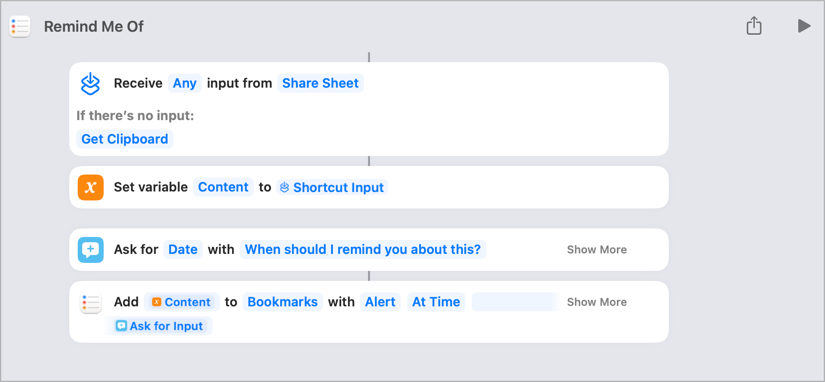 Remind Me Of
Receive Any input from Share Sheet
If there's no input:
Get Clipboard
Set variable Content to Shortcut Input
Ask for Date with When should I remind you about this? Show More
Add Content to Bookmarks with Alert At Time Show More
Ask for Input